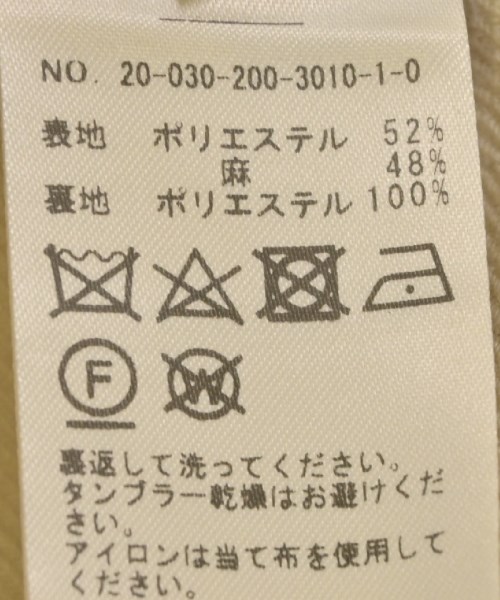 NO. 20-030-200-3010-1-0
表地 ポリエステル 52%
麻 48%
裏地 ポリエステル 100%
F
W
裏返して洗ってください。
タンブラー乾燥はお避けくだ
さい。
アイロンは当て布を使用して
ください。